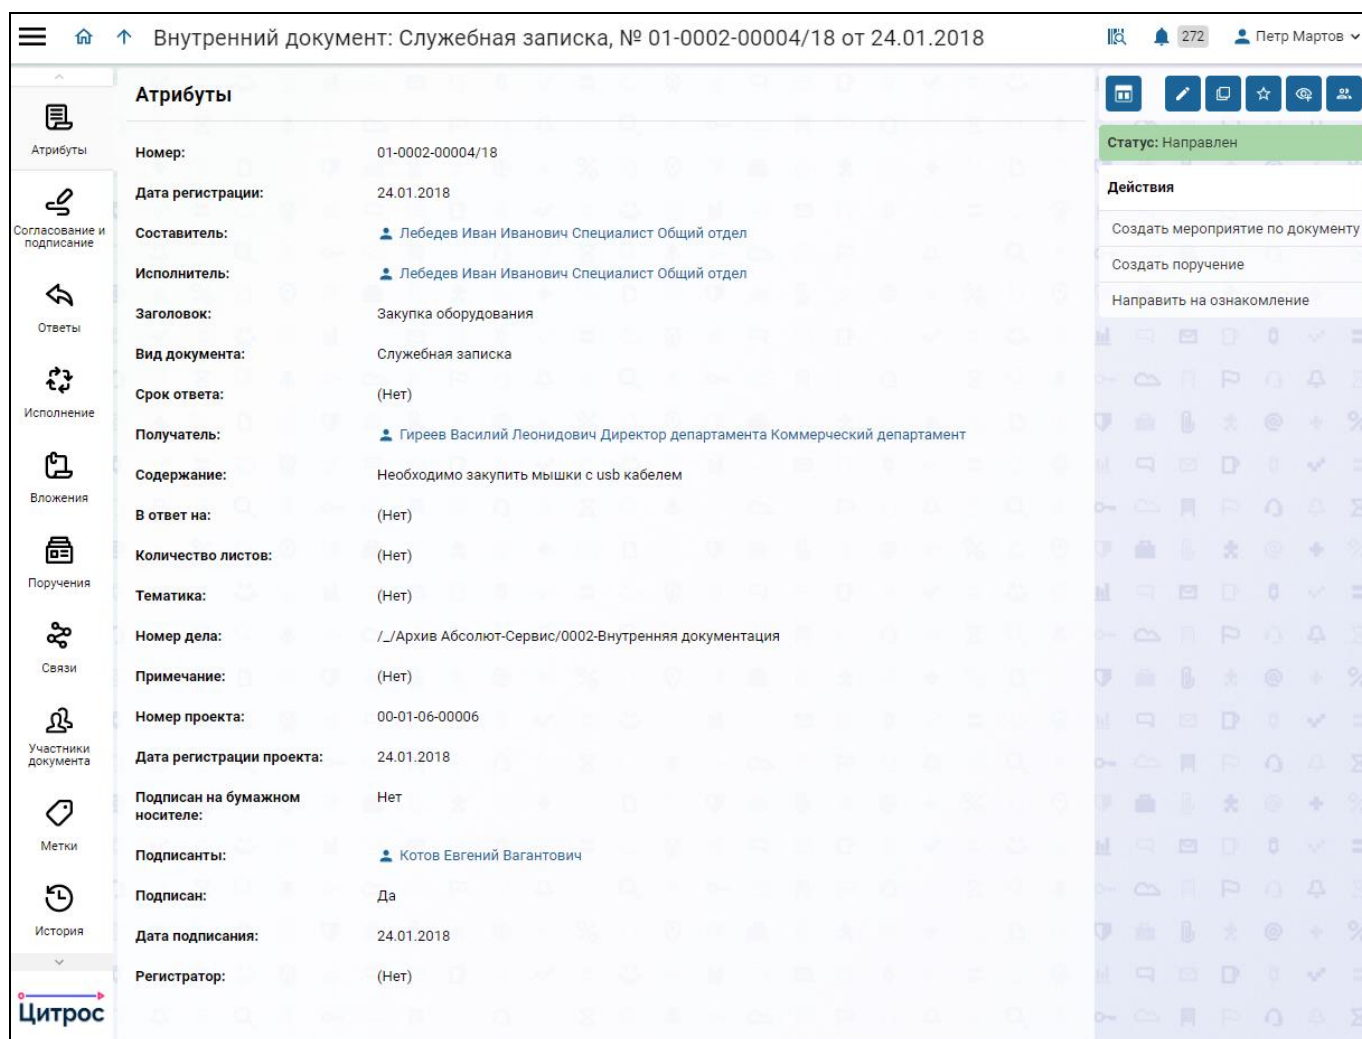 Внутренний документ: Служебная записка, № 01-0002-00004/18 от 24.01.2018
272
Петр Мартов
Атрибуты
Согласование и
подписание
Ответы
Исполнение
Вложения
Поручения
Связи
Участники
документа
Метки
История
Цитрос
Атрибуты
Номер: 01-0002-00004/18
Дата регистрации: 24.01.2018
Составитель: Лебедев Иван Иванович Специалист Общий отдел
Исполнитель: Лебедев Иван Иванович Специалист Общий отдел
Заголовок: Закупка оборудования
Вид документа: Служебная записка
Срок ответа: (Нет)
Получатель: Гиреев Василий Леонидович Директор департамента Коммерческий департамент
Содержание: Необходимо закупить мышки с usb кабелем
В ответ на: (Нет)
Количество листов: (Нет)
Тематика: (Нет)
Номер дела: /_/Архив Абсолют-Сервис/0002-Внутренняя документация
Примечание: (Нет)
Номер проекта: 00-01-06-00006
Дата регистрации проекта: 24.01.2018
Подписан на бумажном Нет
носителе:
Подписанты: Котов Евгений Вагантович
Подписан: Да
Дата подписания: 24.01.2018
Регистратор: (Нет)
Статус: Направлен
Действия
Создать мероприятие по документу
Создать поручение
Направить на ознакомление